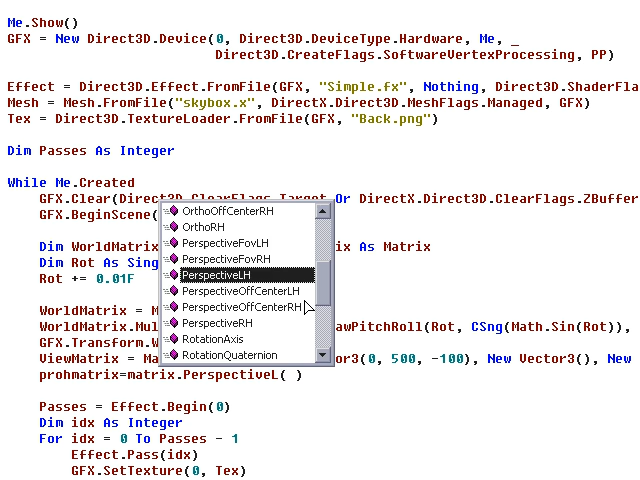 Me.Show()
GFX = New Direct3D.Device(0, Direct3D.DeviceType.Hardware, Me, _
Direct3D.CreateFlags.SoftwareVertexProcessing, PP)
Effect = Direct3D.Effect.FromFile(GFX, "Simple.fx", Nothing, Direct3D.ShaderFla
Mesh = Mesh.FromFile("skybox.x", DirectX.Direct3D.MeshFlags.Managed, GFX)
Tex = Direct3D.TextureLoader.FromFile(GFX, "Back.png")
Dim Passes As Integer
While Me.Created
GFX.Clear(Direct3D.ClearFlags.Target Or DirectX.Direct3D.ClearFlags.ZBuffer
GFX.BeginScene(
Dim WorldMatrix ix As Matrix
Dim Rot As Sing
Rot += 0.01F
WorldMatrix = M
WorldMatrix.Mul awPitchRoll(Rot, CSng(Math.Sin(Rot)),
GFX.Transform.W
ViewMatrix = Ma tor3(0, 500, -100), New Vector3(), New
prohmatrix=matrix.PerspectiveL( )
Passes = Effect.Begin(0)
Dim idx As Integer
For idx = 0 To Passes - 1
Effect.Pass(idx)
GFX.SetTexture(0, Tex)
OrthoOffCenterRH
OrthoRH
PerspectiveFovLH
PerspectiveFovRH
PerspectiveLH
PerspectiveOffCenterLH
PerspectiveOffCenterRH
PerspectiveRH
RotationAxis
RotationQuaternion